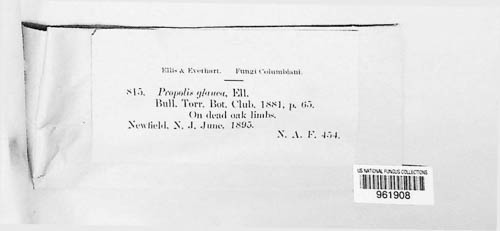 Ellis & Everhart. Fungi Columbiani.
815. Propolis glauca, Ell.
Bull. Torr. Bot. Club. 1881, p. 65.
On dead oak limbs.
Newfield, N. J, June. 1895.
N. A. F. 454.
US NATIONAL FUNGUS COLLECTIONS
961908